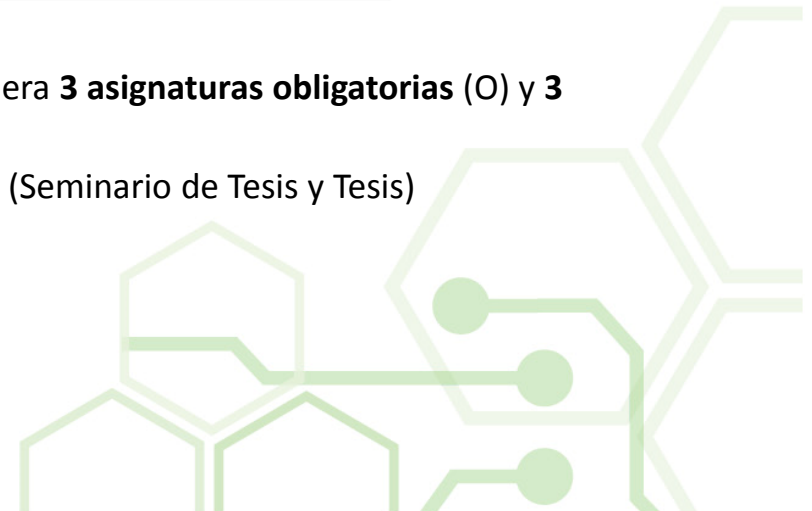 era 3 asignaturas obligatorias (O) y 3
(Seminario de Tesis y Tesis)